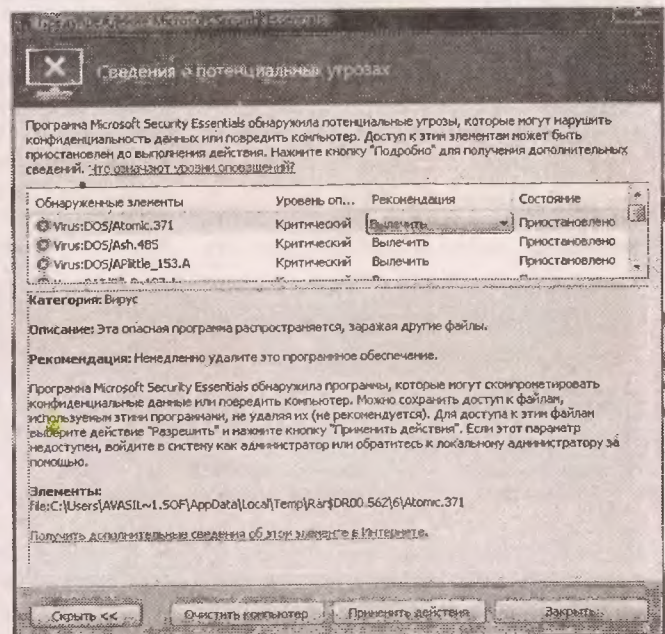 Предупреждение Microsoft Security Essentials
Сведения о потенциальных угрозах
Программа Microsoft Security Essentials обнаружила потенциальные угрозы, которые могут нарушить
конфиденциальность данных или повредить компьютер. Доступ к этим элементам может быть
приостановлен до выполнения действия. Нажмите кнопку "Подробно" для получения дополнительных
сведений. Что означают уровни оповещений?
Обнаруженные элементы Уровень оп... Рекомендация Состояние
Virus:DOS/Atomic.371 Критический Вылечить Приостановлено
Virus:DOS/Ash.485 Критический Вылечить Приостановлено
Virus:DOS/APlittle_153.A Критический Вылечить Приостановлено
Категория: Вирус
Описание: Эта опасная программа распространяется, заражая другие файлы.
Рекомендация: Немедленно удалите это программное обеспечение.
Программа Microsoft Security Essentials обнаружила программы, которые могут скомпрометировать
конфиденциальные данные или повредить компьютер. Можно сохранить доступ к файлам,
используемым этими программами, не удаляя их (не рекомендуется). Для доступа к этим файлам
выберите действие "Разрешить" и нажмите кнопку "Применить действия". Если этот параметр
недоступен, войдите в систему как администратор или обратитесь к локальному администратору за
помощью.
Элементы:
file:C:\Users\AVASIL~1.SOF\AppData\Local\Temp\Rar$DR00.562\6\Atomic.371
Получить дополнительные сведения об этом элементе в Интернете.
Скрыть << Очистить компьютер Применить действия Закрыть